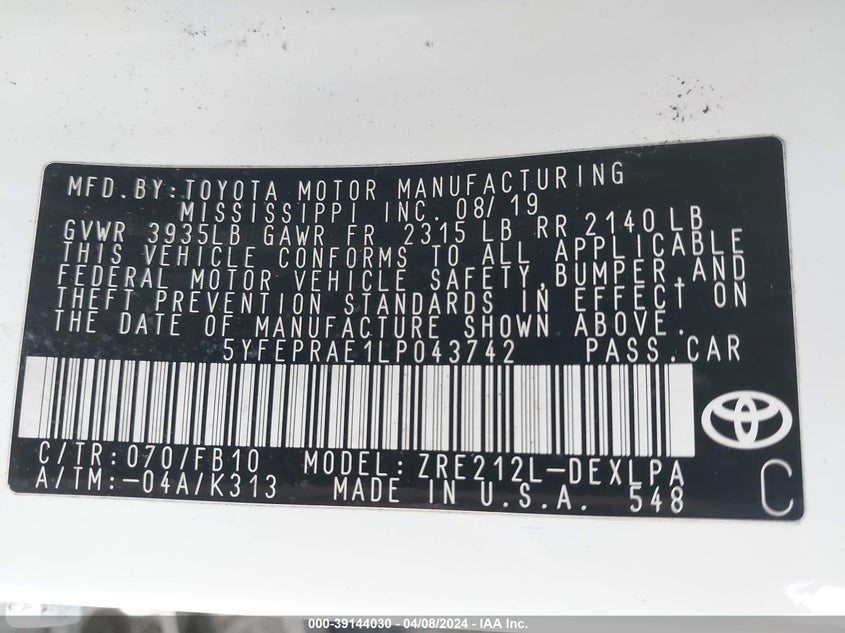 MFD.BY:TOYOTA MOTOR MANUFACTURING
MISSISSIPPI INC. 08/19
GVWR 3935LB GAWR FR 2315 LB RR 2140 LB
THIS VEHICLE CONFORMS TO ALL APPLICABLE
FEDERAL MOTOR VEHICLE SAFETY,BUMPER,AND
THEFT PREVENTION STANDARDS IN EFFECT ON
THE DATE OF MANUFACTURE SHOWN ABOVE.
5YFEPRAE1LP043742 PASS.CAR
C/TR:070/FB10 MODEL: ZRE212L-DEXLPA
A/TM:-04A/K313 MADE IN U.S.A. 548
C
000-39144030 - 04/08/2024 - IAA Inc.